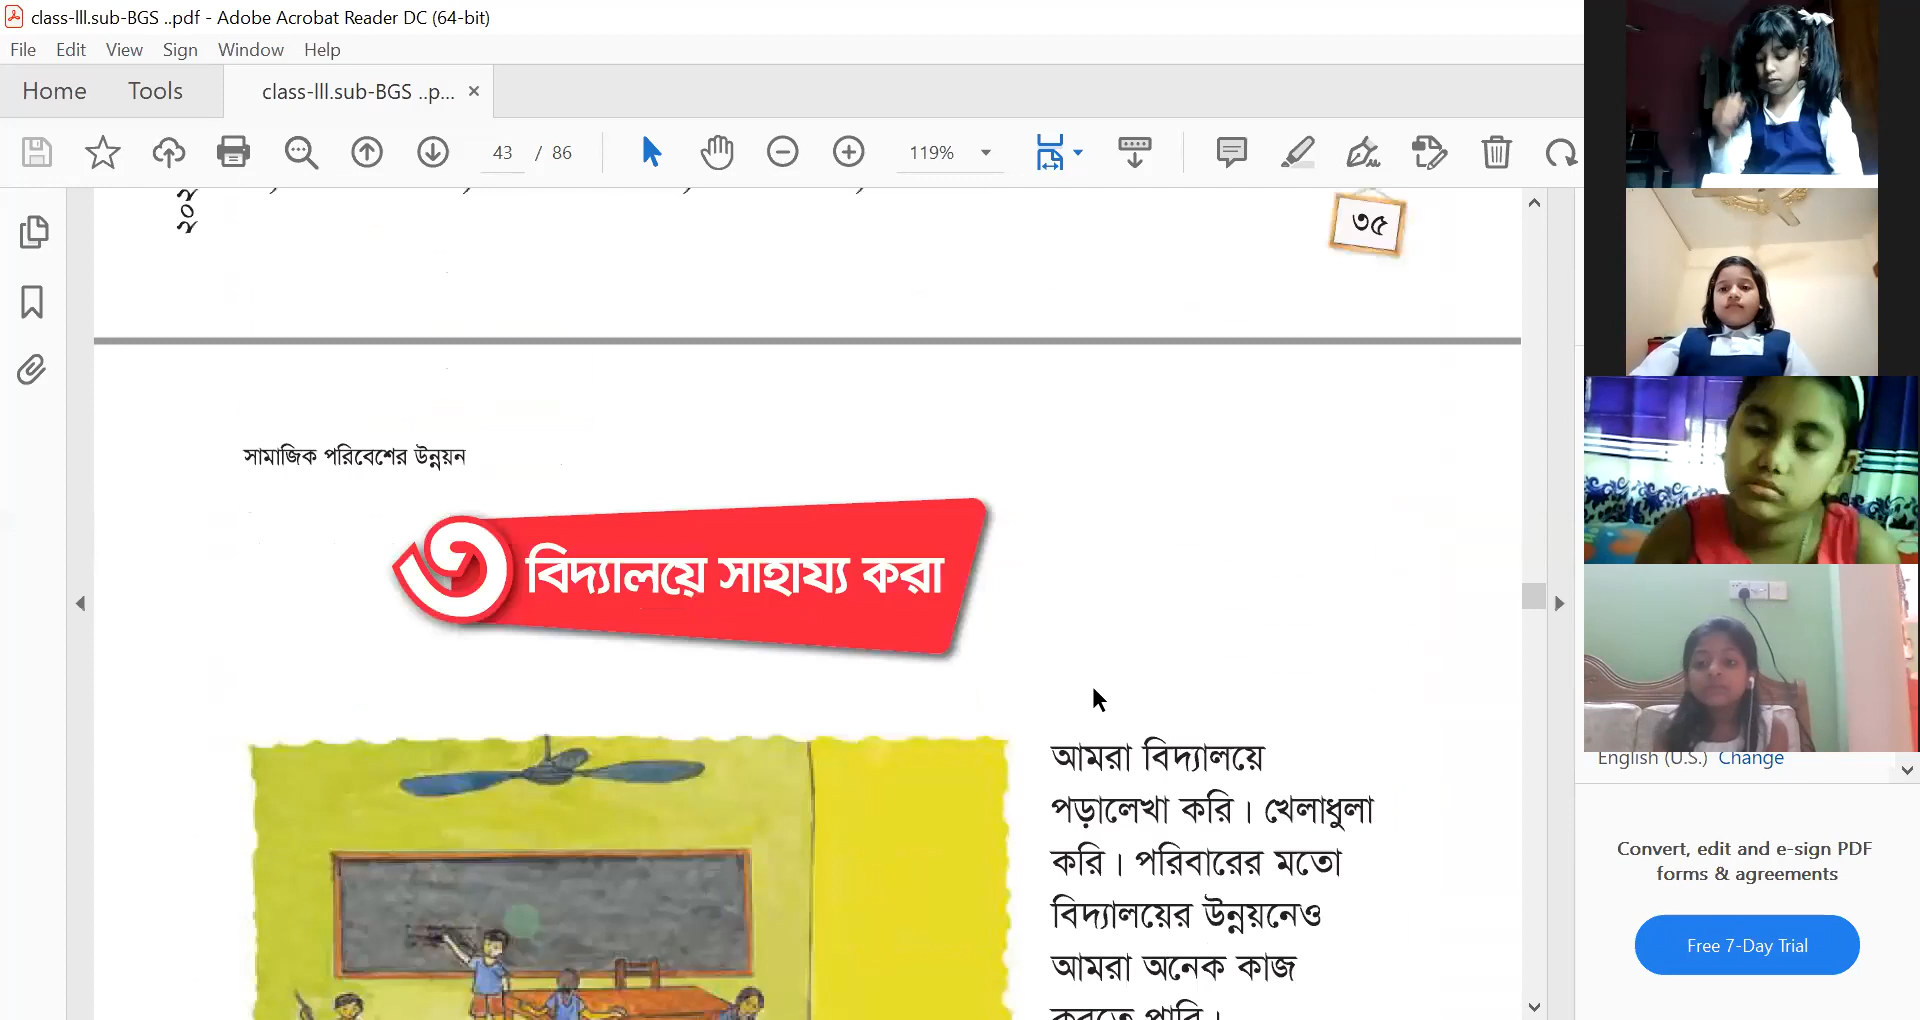 class-III.sub-BGS ..pdf - Adobe Acrobat Reader DC (64-bit)
File Edit View Sign Window Help
Home Tools class-III.sub-BGS ..p... ×
43 / 86 119%
২০২
৩৫
সামাজিক পরিবেশের উন্নয়ন
৩ বিদ্যালয়ে সাহায্য করা
আমরা বিদ্যালয়ে
পড়ালেখা করি। খেলাধুলা
করি। পরিবারের মতো
বিদ্যালয়ের উন্নয়নেও
আমরা অনেক কাজ
করতে পারি।
English (U.S.) Change
Convert, edit and e-sign PDF
forms & agreements
Free 7-Day Trial